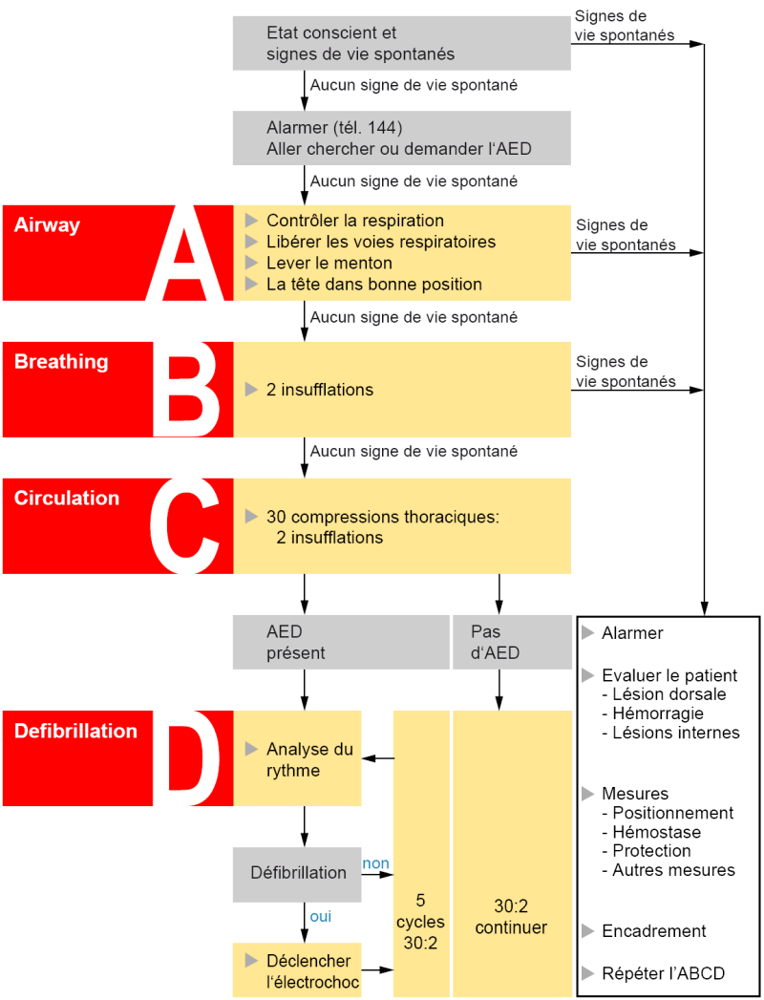 Etat conscient et
signes de vie spontanés
Signes de
vie spontanés
Aucun signe de vie spontané
Alarmer (tél. 144)
Aller chercher ou demander l‘AED
Aucun signe de vie spontané
Airway
A
Contrôler la respiration
Libérer les voies respiratoires
Lever le menton
La tête dans bonne position
Signes de
vie spontanés
Aucun signe de vie spontané
Breathing
B
2 insufflations
Signes de
vie spontanés
Aucun signe de vie spontané
Circulation
C
30 compressions thoraciques:
2 insufflations
AED
présent
Pas
d‘AED
Defibrillation
D
Analyse du
rythme
Défibrillation
non
oui
Déclencher
l‘électrochoc
5
cycles
30:2
30:2
continuer
Alarmer
Evaluer le patient
- Lésion dorsale
- Hémorragie
- Lésions internes
Mesures
- Positionnement
- Hémostase
- Protection
- Autres mesures
Encadrement
Répéter l‘ABCD